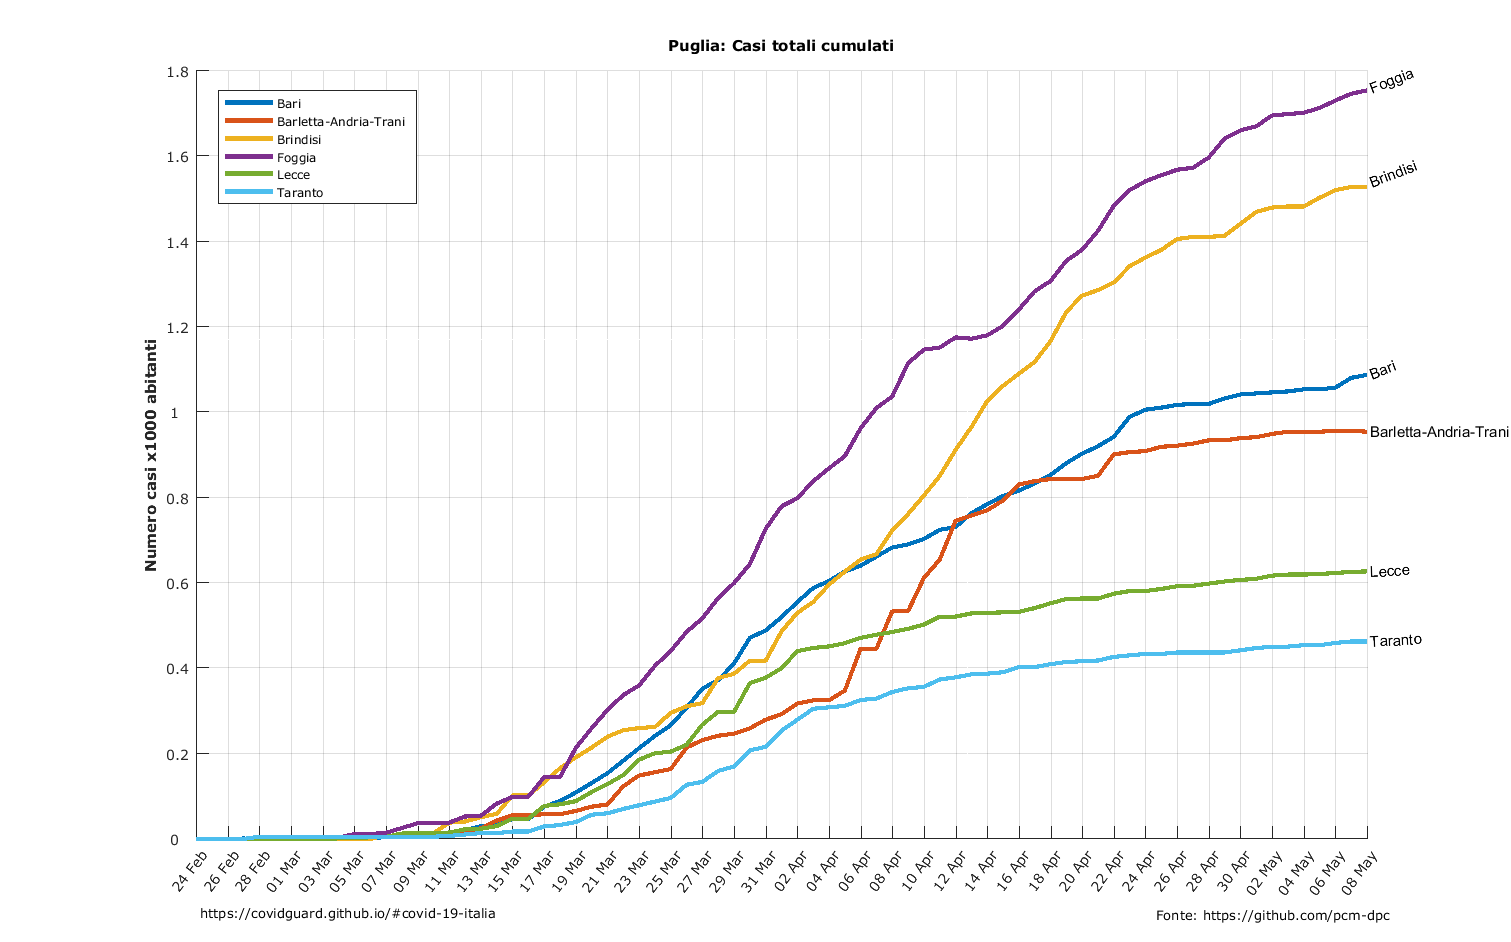 Puglia: Casi totali cumulati
Numero casi x1000 abitanti
1.8
1.6
1.4
1.2
1
0.8
0.6
0.4
0.2
0
Bari
Barletta-Andria-Trani
Brindisi
Foggia
Lecce
Taranto
Foggia
Brindisi
Bari
Barletta-Andria-Trani
Lecce
Taranto
24 Feb
26 Feb
28 Feb
01 Mar
03 Mar
05 Mar
07 Mar
09 Mar
11 Mar
13 Mar
15 Mar
17 Mar
19 Mar
21 Mar
23 Mar
25 Mar
27 Mar
29 Mar
31 Mar
02 Apr
04 Apr
06 Apr
08 Apr
10 Apr
12 Apr
14 Apr
16 Apr
18 Apr
20 Apr
22 Apr
24 Apr
26 Apr
28 Apr
30 Apr
02 May
04 May
06 May
08 May
https://covidguard.github.io/#covid-19-italia
Fonte: https://github.com/pcm-dpc